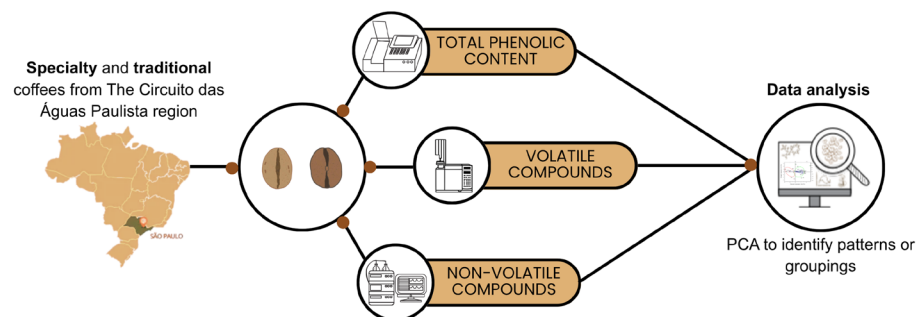 Specialty and traditional
coffees from The Circuito das
Águas Paulista region
SÃO PAULO
TOTAL PHENOLIC
CONTENT
VOLATILE
COMPOUNDS
NON-VOLATILE
COMPOUNDS
Data analysis
PCA to identify patterns or
groupings